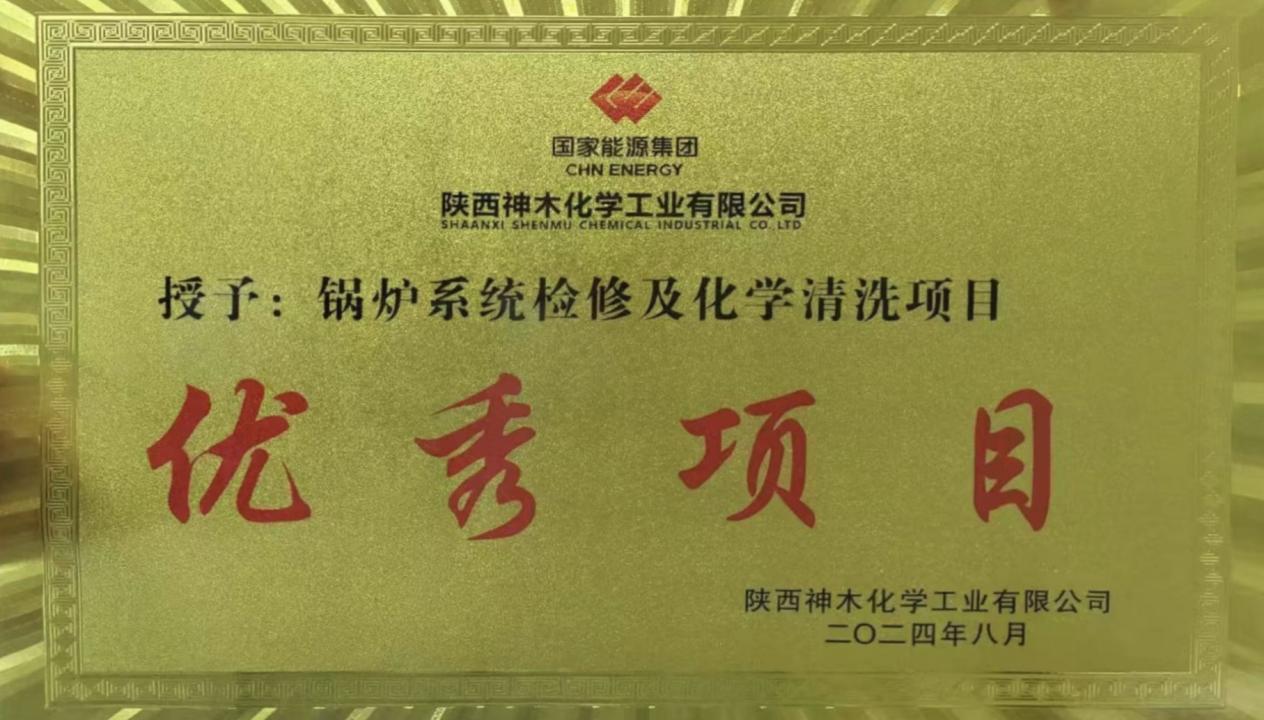 国家能源集团
CHN ENERGY
陕西神木化学工业有限公司
SHAANXI SHENMU CHEMICAL INDUSTRIAL CO. LTD
授予：锅炉系统检修及化学清洗项目
优秀项目
陕西神木化学工业有限公司
二〇二四年八月